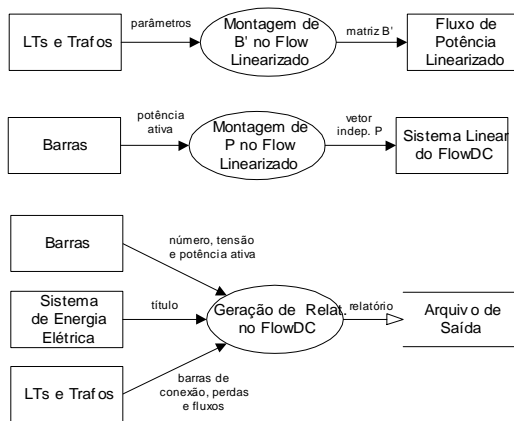 LTs e Trafos
parâmetros
Montagem de
B' no Flow
Linearizado
matriz B'
Fluxo de
Potência
Linearizado
Barras
potência
ativa
Montagem de
P no Flow
Linearizado
vetor
indep. P
Sistema Linear
do FlowDC
Barras
número, tensão
e potência ativa
Sistema
de Energia
Elétrica
título
Geração de Relat.
no FlowDC
relatório
Arquivo de
Saída
LTs e Trafos
barras de
conexão, perdas
e fluxos